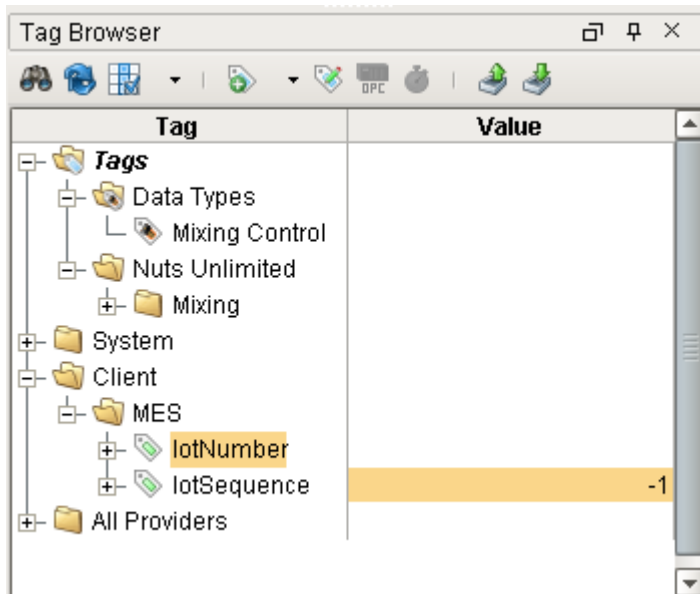 Tag Browser
OPC
Tag Value
Tags
Data Types
Mixing Control
Nuts Unlimited
Mixing
System
Client
MES
lotNumber
lotSequence -1
All Providers